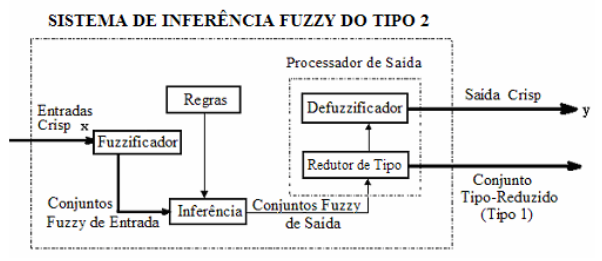 SISTEMA DE INFERÊNCIA FUZZY DO TIPO 2
Processador de Saída
Regras
Defuzzificador
Saída Crisp
y
Entradas
Crisp x
Fuzzificador
Redutor de Tipo
Conjuntos
Fuzzy de Entrada
Inferência
Conjuntos Fuzzy
de Saída
Conjunto
Tipo-Reduzido
(Tipo 1)